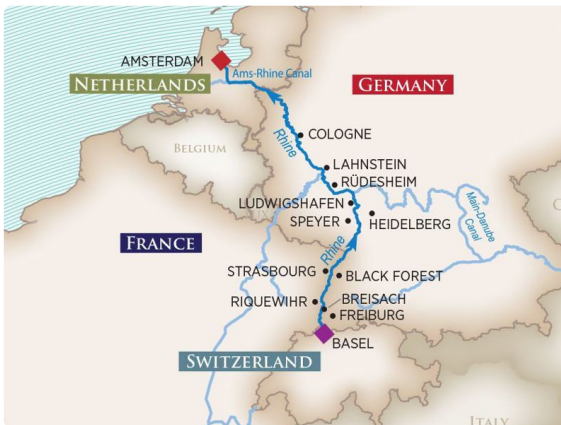 AMSTERDAM
Ams-Rhine Canal
NETHERLANDS
GERMANY
COLOGNE
Rhine
BELGIUM
LAHNSTEIN
RÜDESHEIM
LUDWIGSHAFEN
SPEYER
HEIDELBERG
Main-Danube
Canal
FRANCE
Rhine
STRASBOURG
BLACK FOREST
RIQUEWIHR
BREISACH
FREIBURG
BASEL
SWITZERLAND
ITALY